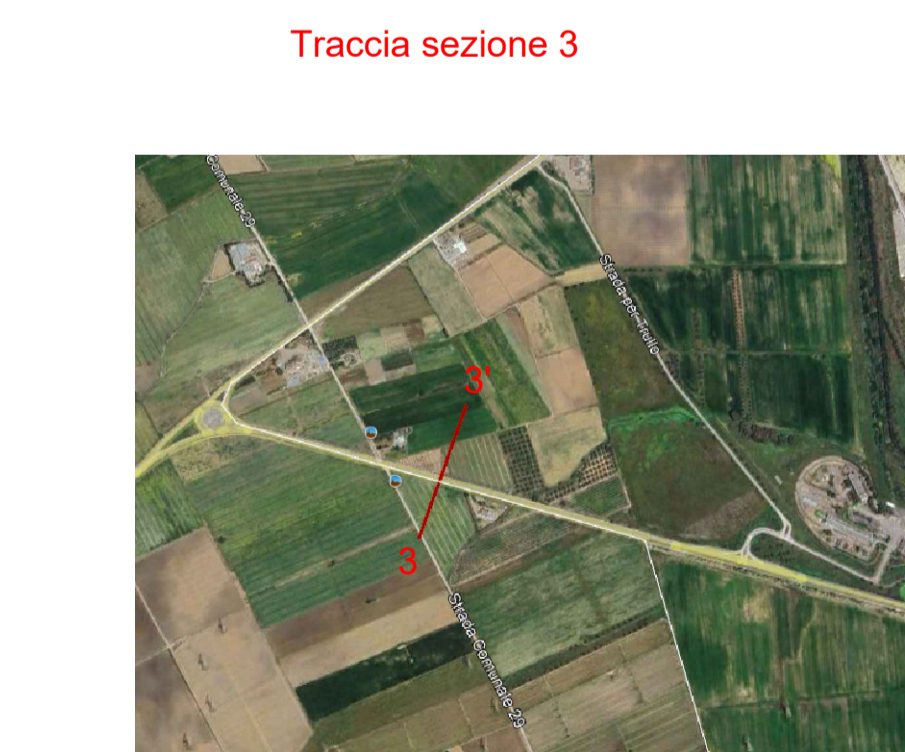 Traccia sezione 3
Comunale 29
Strada per Trullo
3'
3
Strada Comunale 29